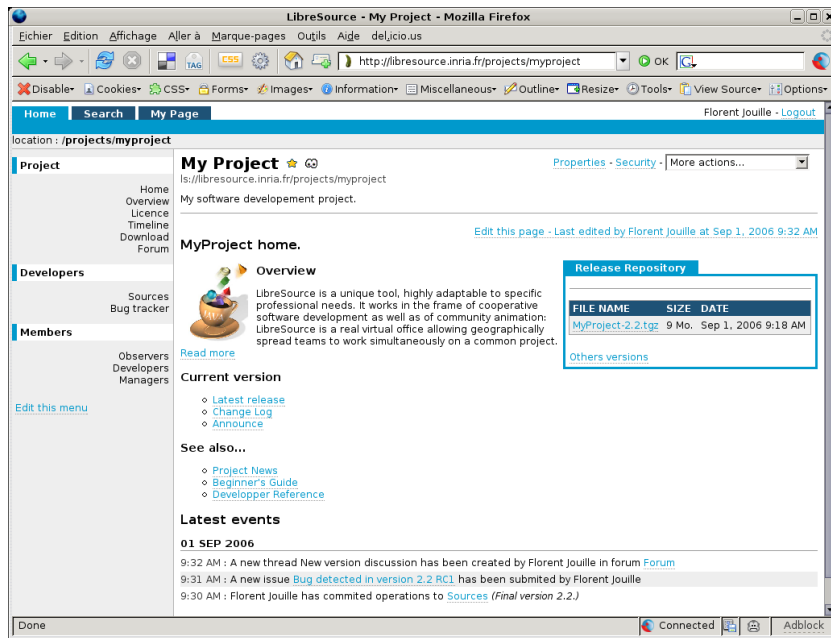 LibreSource - My Project - Mozilla Firefox
Fichier Edition Affichage Aller à Marque-pages Outils Aide del.icio.us
TAG CSS http://libresource.inria.fr/projects/myproject OK G
Disable Cookies CSS Forms Images Information Miscellaneous Outline Resize Tools View Source Options
Home Search My Page Florent Jouille - Logout
location : /projects/myproject
Project
Home
Overview
Licence
Timeline
Download
Forum
Developers
Sources
Bug tracker
Members
Observers
Developers
Managers
Edit this menu
My Project
Properties - Security - More actions...
ls://libresource.inria.fr/projects/myproject
My software developement project.
Edit this page - Last edited by Florent Jouille at Sep 1, 2006 9:32 AM
MyProject home.
Overview
LibreSource is a unique tool, highly adaptable to specific
professional needs. It works in the frame of cooperative
software development as well as of community animation:
LibreSource is a real virtual office allowing geographically
spread teams to work simultaneously on a common project.
Read more
Release Repository
FILE NAME SIZE DATE
MyProject-2.2.tgz 9 Mo. Sep 1, 2006 9:18 AM
Others versions
Current version
Latest release
Change Log
Announce
See also...
Project News
Beginner's Guide
Developper Reference
Latest events
01 SEP 2006
9:32 AM : A new thread New version discussion has been created by Florent Jouille in forum Forum
9:31 AM : A new issue Bug detected in version 2.2 RC1 has been submited by Florent Jouille
9:30 AM : Florent Jouille has commited operations to Sources (Final version 2.2.)
Done Connected Adblock